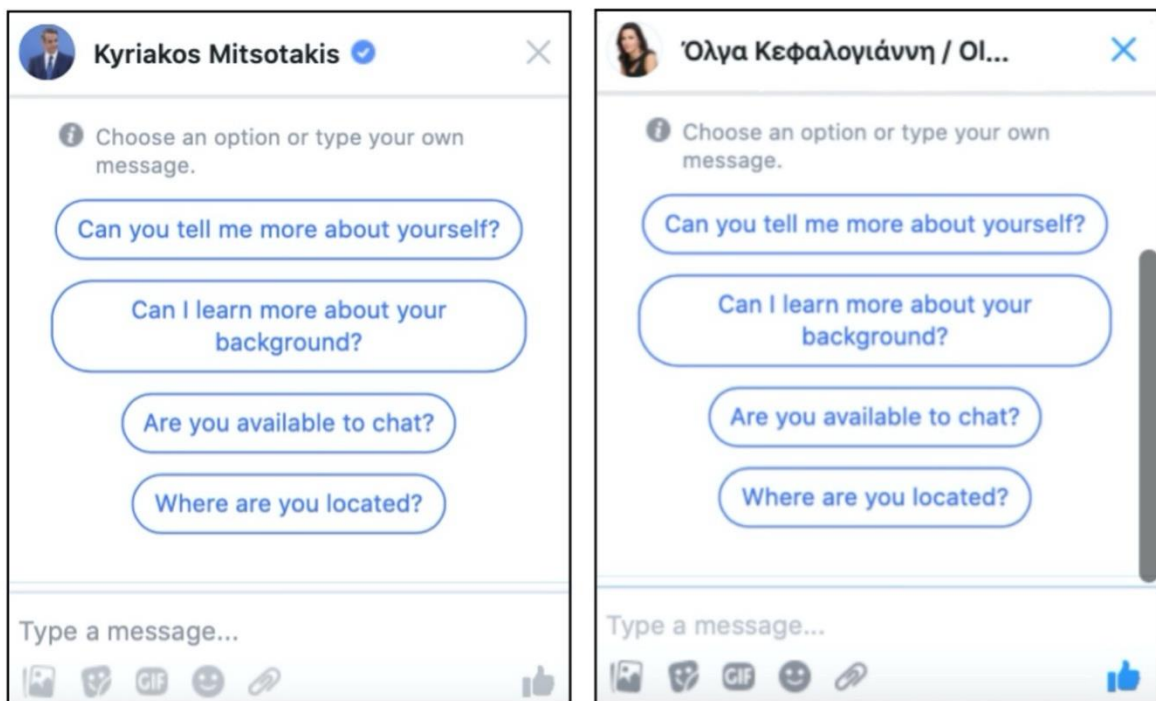 Kyriakos Mitsotakis
Choose an option or type your own
message.
Can you tell me more about yourself?
Can I learn more about your
background?
Are you available to chat?
Where are you located?
Type a message...
GIF
Όλγα Κεφαλογιάννη / Ol...
Choose an option or type your own
message.
Can you tell me more about yourself?
Can I learn more about your
background?
Are you available to chat?
Where are you located?
Type a message...
GIF